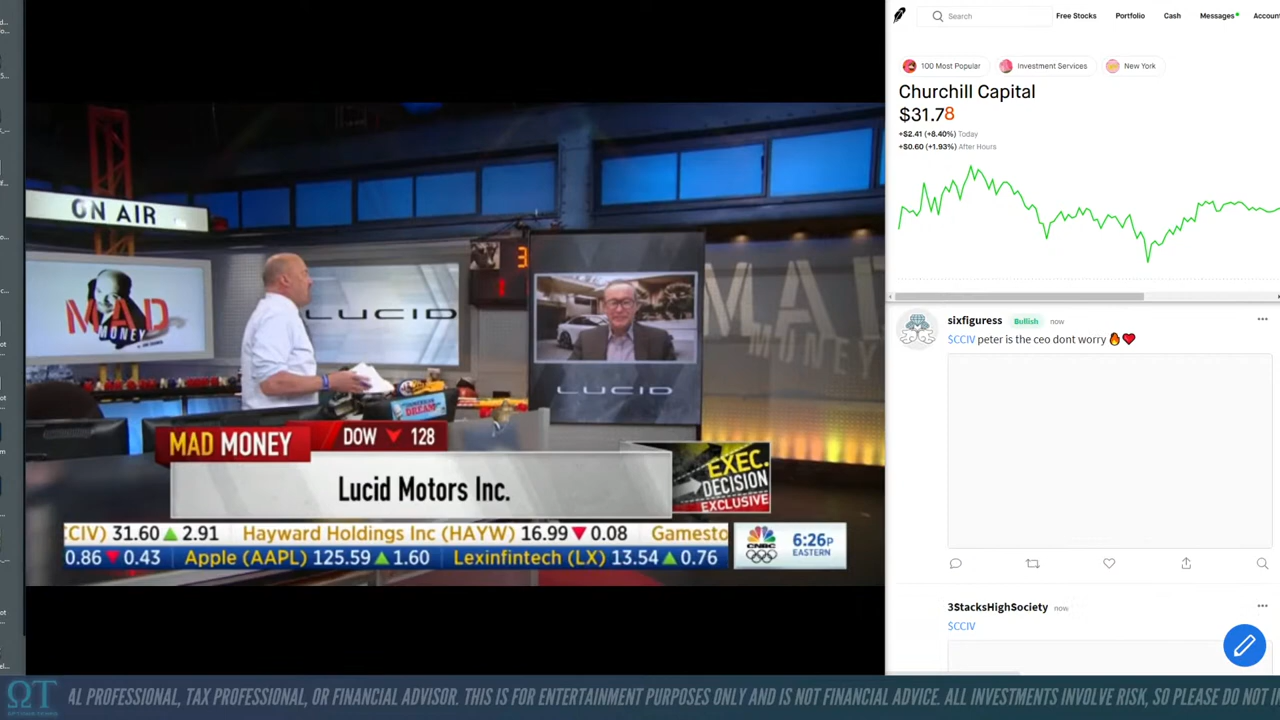 ON AIR
MAD
MONEY
LUCID
LUCID
MAD MONEY
DOW ▼ 128
Lucid Motors Inc.
EXEC.
DECISION
EXCLUSIVE
CIV) 31.60 ▲ 2.91 Hayward Holdings Inc (HAYW) 16.99 ▼ 0.08 Gamesto
0.86 ▼ 0.43 Apple (AAPL) 125.59 ▲ 1.60 Lexinfintech (LX) 13.54 ▲ 0.76
CNBC
6:26P
EASTERN
Search
Free Stocks
Portfolio
Cash
Messages
Accoun
100 Most Popular
Investment Services
New York
Churchill Capital
$31.78
+$2.41 (+8.40%) Today
+$0.60 (+1.93%) After Hours
sixfiguress Bullish now
$CCIV peter is the ceo dont worry 🔥❤️
3StacksHighSociety now
$CCIV
ΩT AL PROFESSIONAL, TAX PROFESSIONAL, OR FINANCIAL ADVISOR. THIS IS FOR ENTERTAINMENT PURPOSES ONLY AND IS NOT FINANCIAL ADVICE. ALL INVESTMENTS INVOLVE RISK, SO PLEASE DO NOT I